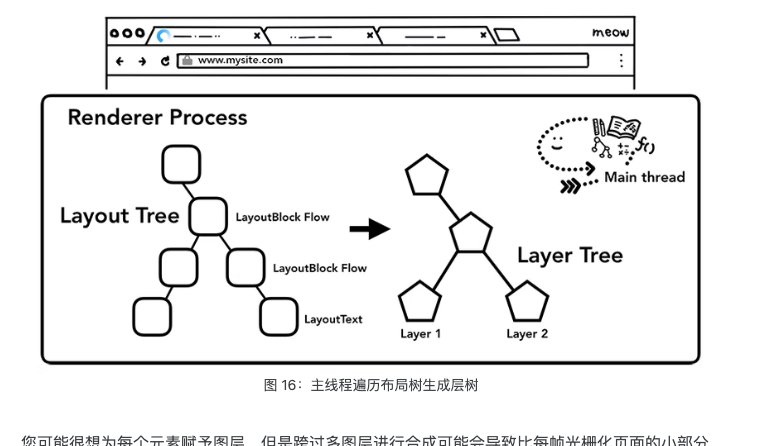 meow
www.mysite.com
Renderer Process
Layout Tree
LayoutBlock Flow
LayoutBlock Flow
LayoutText
f()
Main thread
Layer Tree
Layer 1
Layer 2
图 16：主线程遍历布局树生成层树
您可能很想为每个元素赋予图层，但是跨过多图层进行合成可能会导致比每帧光栅化页面的小部分